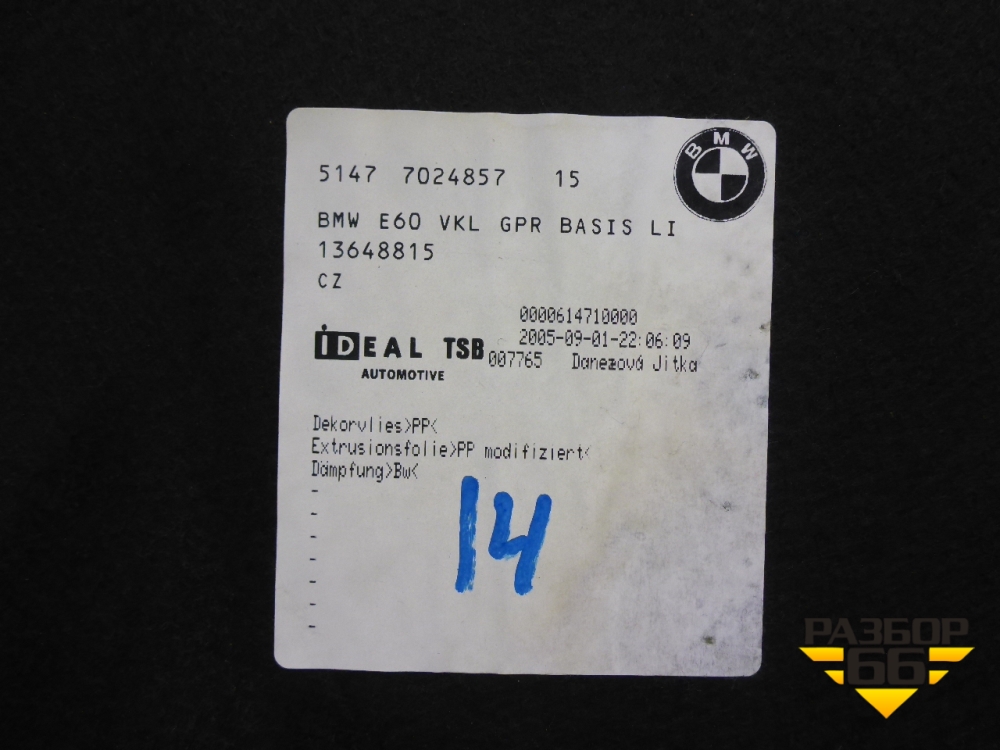 BMW
5147 7024857 15
BMW E60 VKL GPR BASIS LI
13648815
CZ
0000614710000
2005-09-01-22:06:09
007765 Danezová Jitka
iDEAL TSB
AUTOMOTIVE
Dekorvlies>PP<
Extrusionsfolie>PP modifiziert<
Dämpfung>Bw<
-
-
-
-
-
-
-
14
РАЗБОР
66